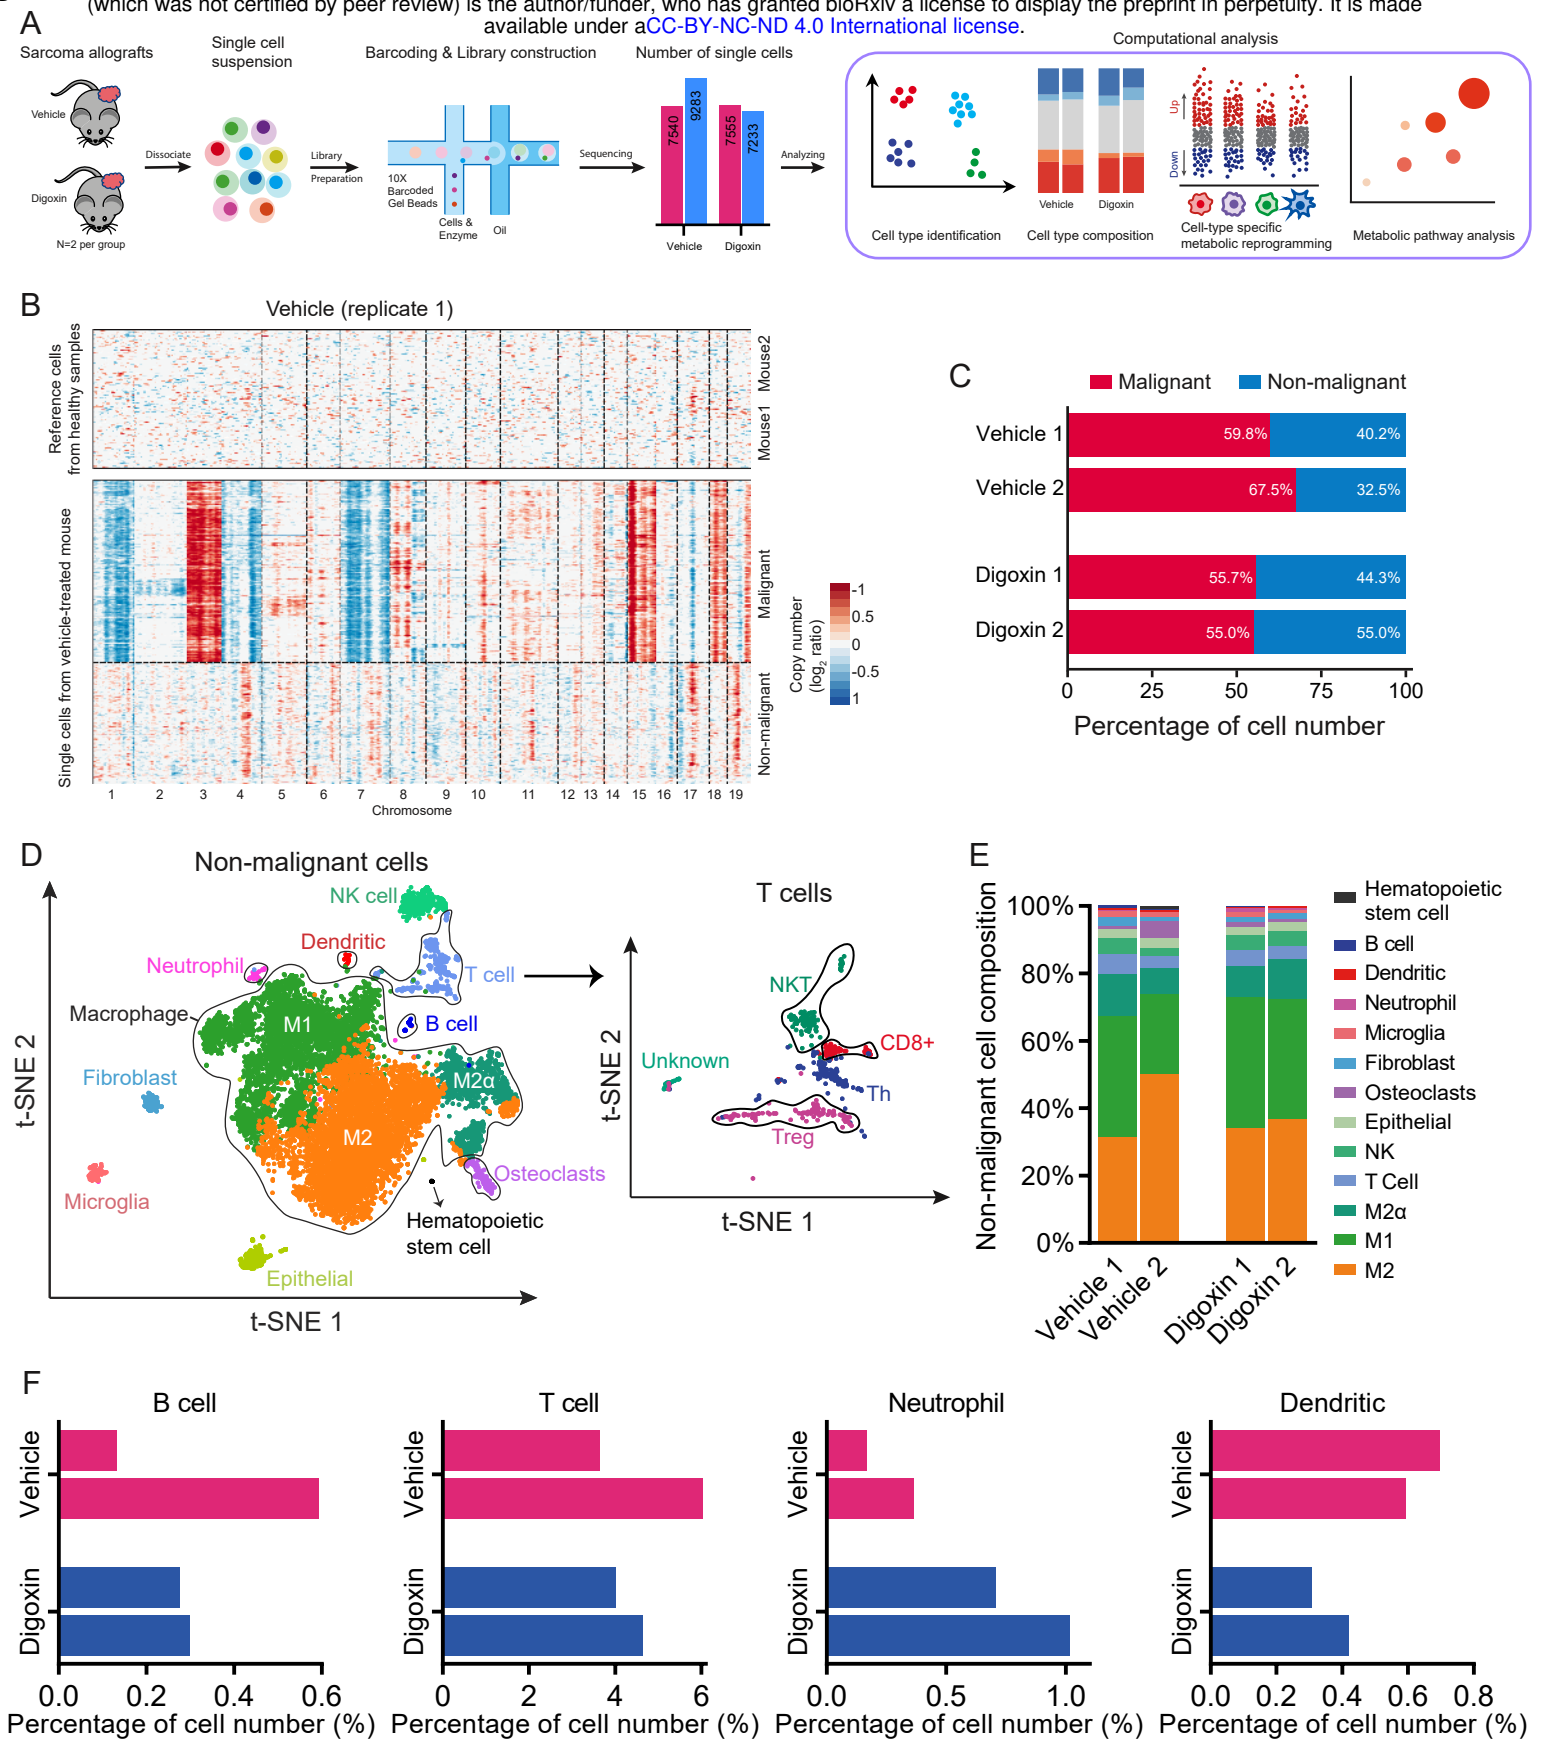 (which was not certified by peer review) is the author/funder, who has granted bioRxiv a license to display the preprint in perpetuity. It is made
available under aCC-BY-NC-ND 4.0 International license.
A
Sarcoma allografts
Vehicle
Digoxin
N=2 per group
Dissociate
Single cell
suspension
Library
Preparation
Barcoding & Library construction
10X
Barcoded
Gel Beads
Cells &
Enzyme
Oil
Sequencing
Number of single cells
7540
9283
7555
7233
Vehicle
Digoxin
Analyzing
Computational analysis
Cell type identification
Vehicle
Digoxin
Cell type composition
Up
Down
Cell-type specific
metabolic reprogramming
Metabolic pathway analysis
B
Vehicle (replicate 1)
Reference cells
from healthy samples
Mouse2
Mouse1
Single cells from vehicle-treated mouse
Malignant
Non-malignant
1 2 3 4 5 6 7 8 9 10 11 12 13 14 15 16 17 18 19
Chromosome
Copy number
(log2 ratio)
-1
0.5
0
-0.5
1
C
Malignant
Non-malignant
Vehicle 1
59.8%
40.2%
Vehicle 2
67.5%
32.5%
Digoxin 1
55.7%
44.3%
Digoxin 2
55.0%
55.0%
0 25 50 75 100
Percentage of cell number
D
Non-malignant cells
NK cell
Dendritic
Neutrophil
T cell
Macrophage
M1
B cell
Fibroblast
M2α
M2
Osteoclasts
Microglia
Hematopoietic
stem cell
Epithelial
t-SNE 2
t-SNE 1
T cells
NKT
CD8+
Unknown
Th
Treg
t-SNE 2
t-SNE 1
E
Non-malignant cell composition
100%
80%
60%
40%
20%
0%
Vehicle 1
Vehicle 2
Digoxin 1
Digoxin 2
Hematopoietic
stem cell
B cell
Dendritic
Neutrophil
Microglia
Fibroblast
Osteoclasts
Epithelial
NK
T Cell
M2α
M1
M2
F
B cell
Vehicle
Digoxin
0.0 0.2 0.4 0.6
Percentage of cell number (%)
T cell
Vehicle
Digoxin
0 2 4 6
Percentage of cell number (%)
Neutrophil
Vehicle
Digoxin
0.0 0.5 1.0
Percentage of cell number (%)
Dendritic
Vehicle
Digoxin
0.0 0.2 0.4 0.6 0.8
Percentage of cell number (%)